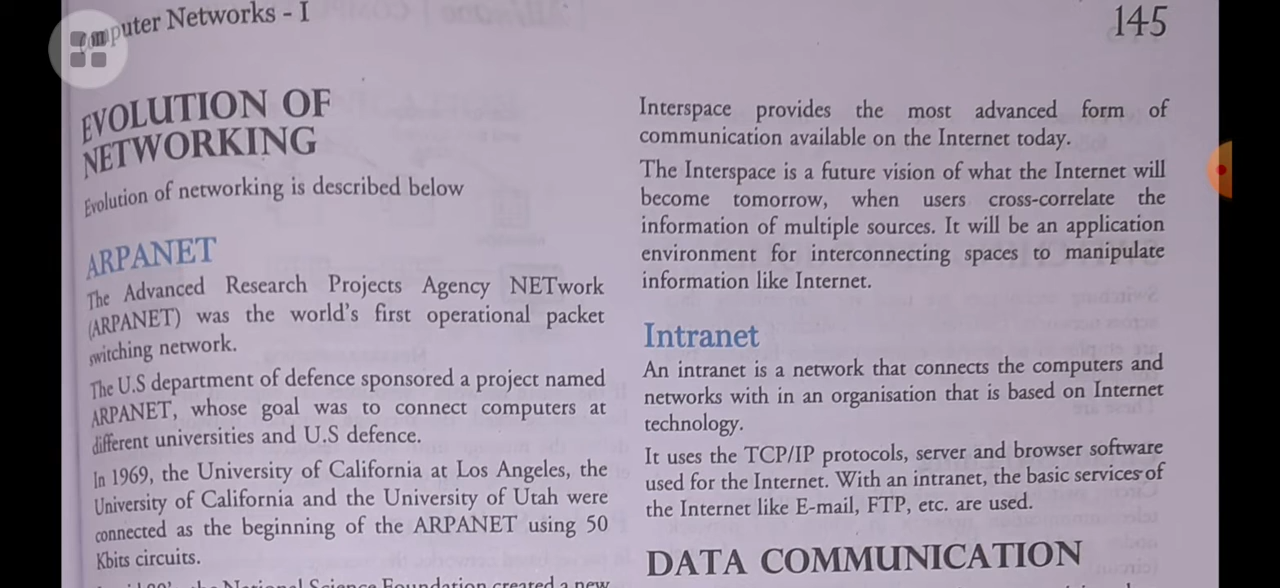 Computer Networks - I
145
EVOLUTION OF
NETWORKING
Evolution of networking is described below
ARPANET
The Advanced Research Projects Agency NETwork
(ARPANET) was the world's first operational packet
switching network.
The U.S department of defence sponsored a project named
ARPANET, whose goal was to connect computers at
different universities and U.S defence.
In 1969, the University of California at Los Angeles, the
University of California and the University of Utah were
connected as the beginning of the ARPANET using 50
Kbits circuits.
the National Science Foundation created a new
Interspace provides the most advanced form of
communication available on the Internet today.
The Interspace is a future vision of what the Internet will
become tomorrow, when users cross-correlate the
information of multiple sources. It will be an application
environment for interconnecting spaces to manipulate
information like Internet.
Intranet
An intranet is a network that connects the computers and
networks with in an organisation that is based on Internet
technology.
It uses the TCP/IP protocols, server and browser software
used for the Internet. With an intranet, the basic services of
the Internet like E-mail, FTP, etc. are used.
DATA COMMUNICATION